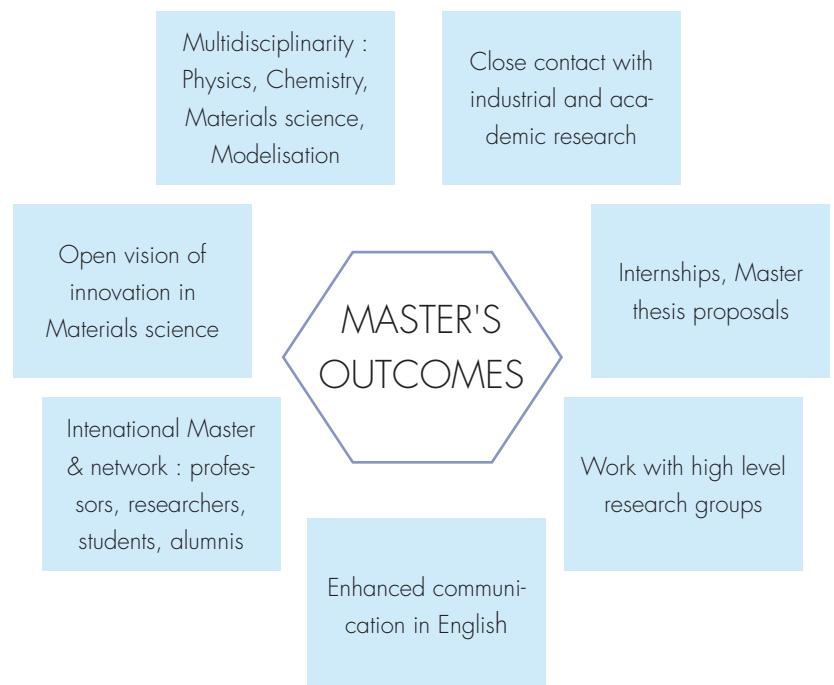 Multidisciplinarity :
Physics, Chemistry,
Materials science,
Modelisation
Close contact with
industrial and aca-
demic research
Open vision of
innovation in
Materials science
MASTER'S
OUTCOMES
Internships, Master
thesis proposals
Intenational Master
& network : profes-
sors, researchers,
students, alumnis
Work with high level
research groups
Enhanced communi-
cation in English